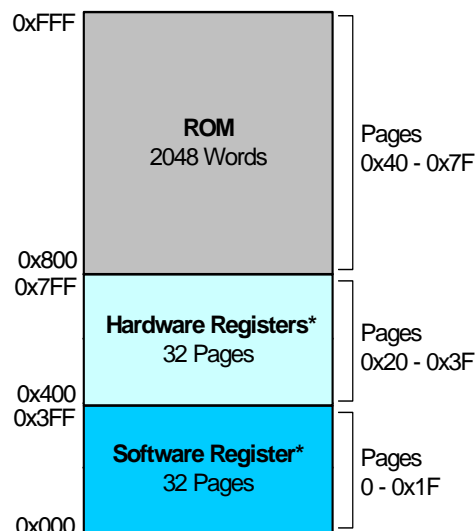 0xFFF
ROM
2048 Words
Pages
0x40 - 0x7F
0x800
0x7FF
Hardware Registers*
32 Pages
Pages
0x20 - 0x3F
0x400
0x3FF
Software Register*
32 Pages
Pages
0 - 0x1F
0x000